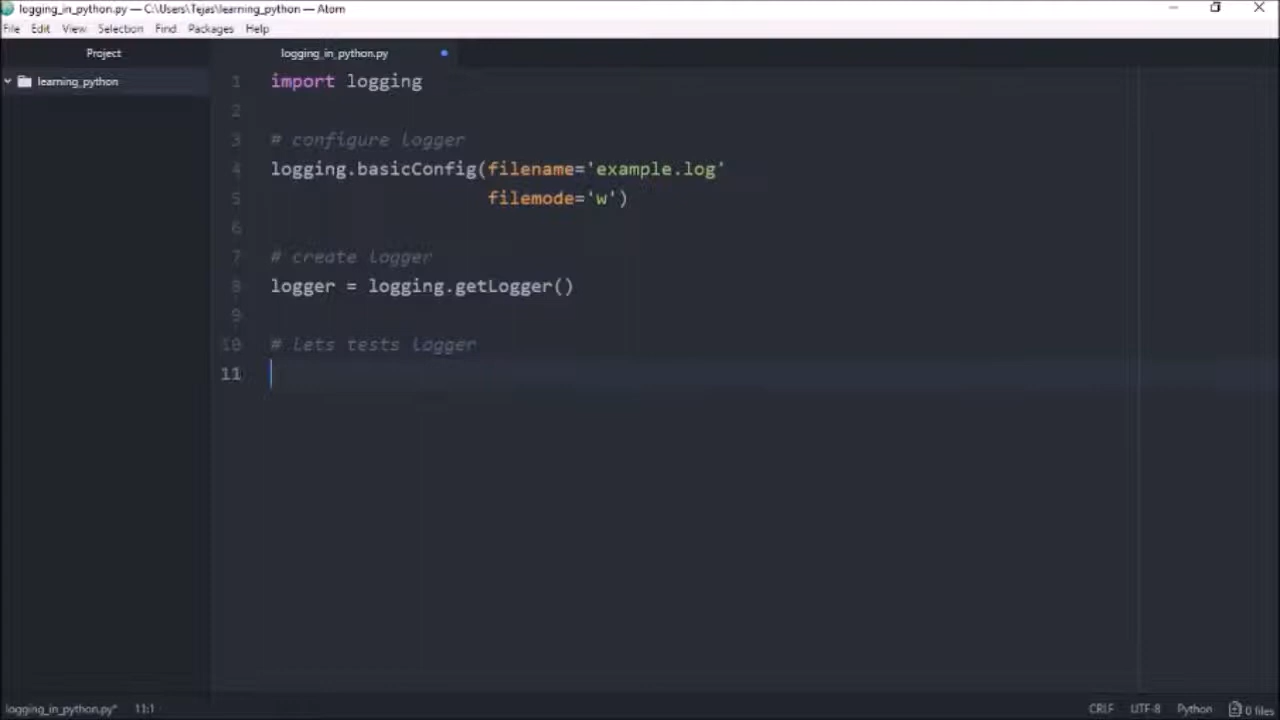 logging_in_python.py — C:\Users\Tejas\learning_python — Atom
File Edit View Selection Find Packages Help
Project
logging_in_python.py
learning_python
1 import logging
2
3 # configure logger
4 logging.basicConfig(filename='example.log'
5 filemode='w')
6
7 # create logger
8 logger = logging.getLogger()
9
10 # Lets tests logger
11
logging_in_python.py* 11:1 CRLF UTF-8 Python 0 files